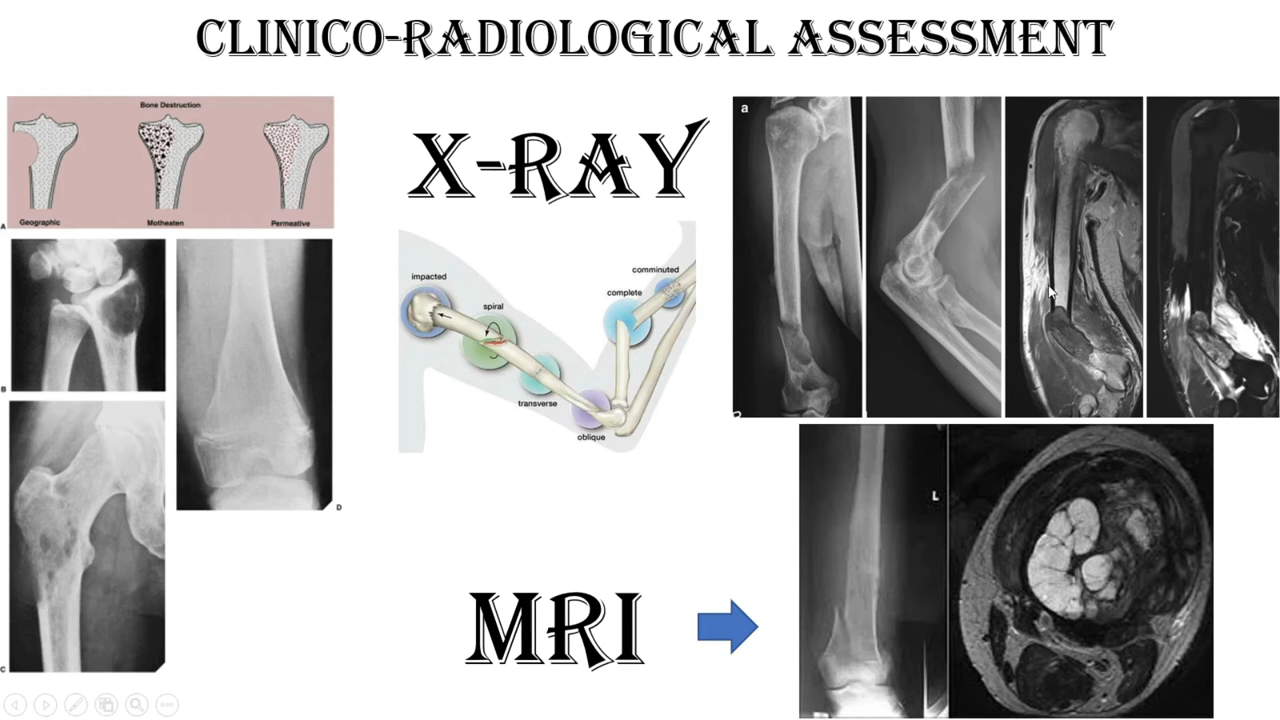 CLINICO-RADIOLOGICAL ASSESSMENT
Bone Destruction
Geographic
Motheaten
Permeative
A
B
C
D
X-RAY
impacted
spiral
transverse
oblique
complete
comminuted
a
MRI
L